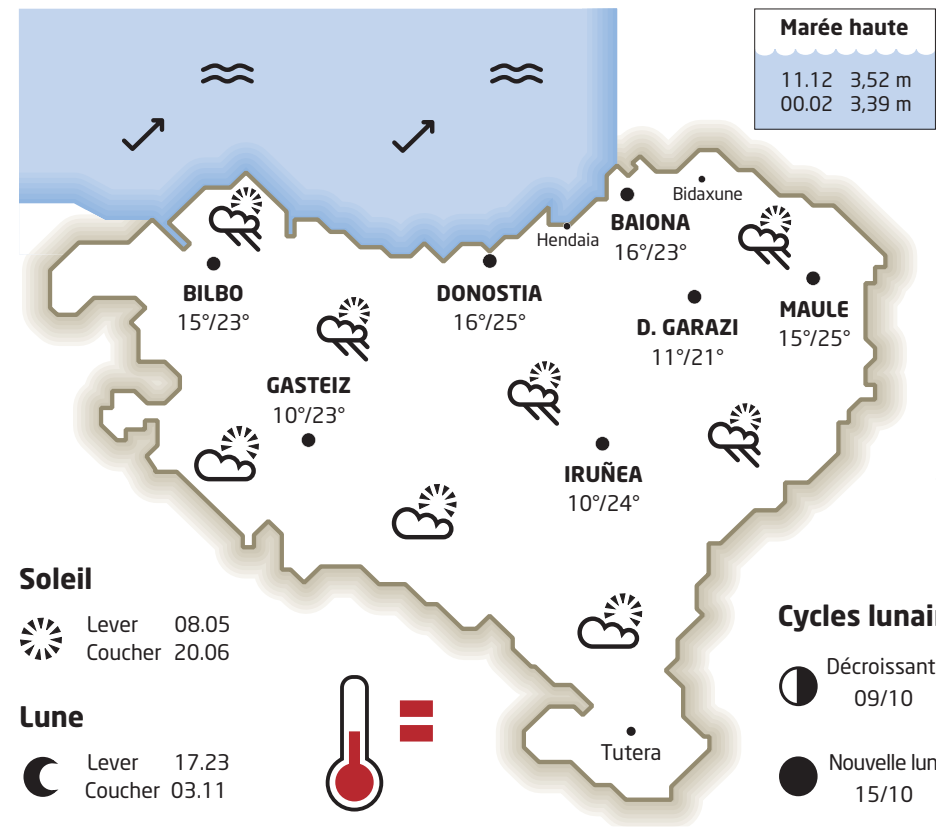 Marée haute
11.12 3,52 m
00.02 3,39 m
Bidaxune
BAIONA
16°/23°
Hendaia
BILBO
15°/23°
DONOSTIA
16°/25°
D. GARAZI
11°/21°
MAULE
15°/25°
GASTEIZ
10°/23°
IRUÑEA
10°/24°
Soleil
Lever 08.05
Coucher 20.06
Lune
Lever 17.23
Coucher 03.11
Tutera
Cycles lunair
Décroissant
09/10
Nouvelle lun
15/10